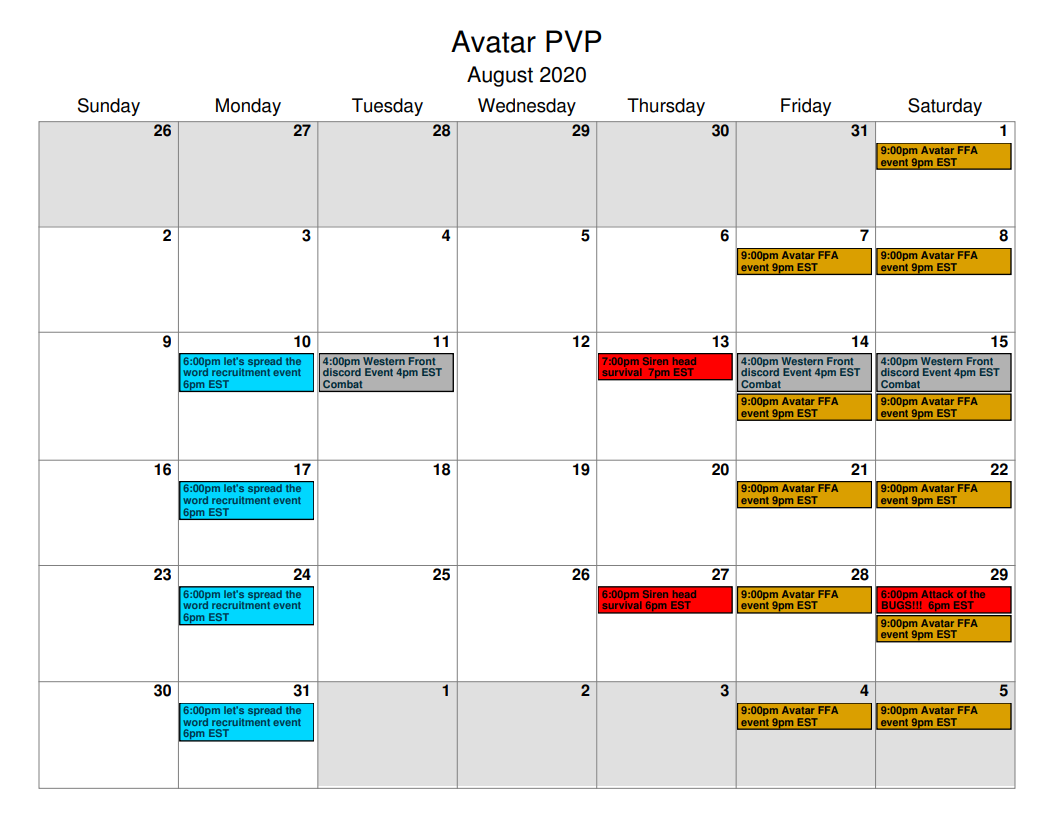 Avatar PVP
August 2020
Sunday Monday Tuesday Wednesday Thursday Friday Saturday
26 27 28 29 30 31 1
9:00pm Avatar FFA
event 9pm EST
2 3 4 5 6 7 8
9:00pm Avatar FFA
event 9pm EST
9:00pm Avatar FFA
event 9pm EST
9 10 11 12 13 14 15
6:00pm let's spread the
word recruitment event
6pm EST
4:00pm Western Front
discord Event 4pm EST
Combat
7:00pm Siren head
survival  7pm EST
4:00pm Western Front
discord Event 4pm EST
Combat
9:00pm Avatar FFA
event 9pm EST
4:00pm Western Front
discord Event 4pm EST
Combat
9:00pm Avatar FFA
event 9pm EST
16 17 18 19 20 21 22
6:00pm let's spread the
word recruitment event
6pm EST
9:00pm Avatar FFA
event 9pm EST
9:00pm Avatar FFA
event 9pm EST
23 24 25 26 27 28 29
6:00pm let's spread the
word recruitment event
6pm EST
6:00pm Siren head
survival 6pm EST
9:00pm Avatar FFA
event 9pm EST
6:00pm Attack of the
BUGS!!!  6pm EST
9:00pm Avatar FFA
event 9pm EST
30 31 1 2 3 4 5
6:00pm let's spread the
word recruitment event
6pm EST
9:00pm Avatar FFA
event 9pm EST
9:00pm Avatar FFA
event 9pm EST